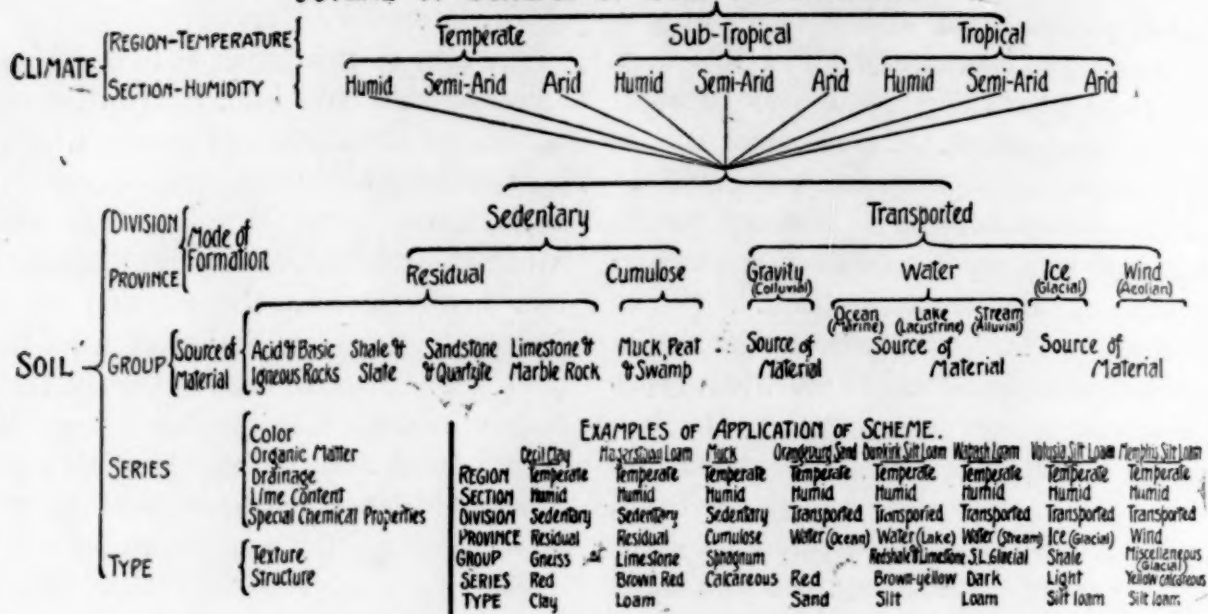 CLIMATE
REGION-TEMPERATURE
Temperate Sub-Tropical Tropical
SECTION-HUMIDITY
Humid Semi-Arid Arid Humid Semi-Arid Arid Humid Semi-Arid Arid
SOIL
DIVISION
PROVINCE
Mode of
Formation
Sedentary Transported
Residual Cumulose Gravity Water Ice Wind
(Colluvial) (Glacial) (Aeolian)
Ocean Lake Stream
(Marine) (Lacustrine) (Alluvial)
GROUP
Source of
Material
Acid & Basic Shale & Sandstone Limestone & Muck, Peat Source of Source of Source of
Igneous Rocks Slate & Quartzite Marble Rock & Swamp Material Material Material
SERIES
Color
Organic Matter
Drainage
Lime Content
Special Chemical Properties
TYPE
Texture
Structure
EXAMPLES OF APPLICATION OF SCHEME.
Cecil Clay Hagerstown Loam Muck Orangeburg Sand Dunkirk Silt Loam Wabash Loam Volusia Silt Loam Memphis Silt Loam
REGION Temperate Temperate Temperate Temperate Temperate Temperate Temperate Temperate
SECTION Humid Humid Humid Humid Humid Humid Humid Humid
DIVISION Sedentary Sedentary Sedentary Transported Transported Transported Transported Transported
PROVINCE Residual Residual Cumulose Water (Ocean) Water (Lake) Water (Stream) Ice (Glacial) Wind
GROUP Gneiss Limestone Sphagnum Red shale & Limestone S.L. Glacial Shale Miscellaneous
(Glacial)
SERIES Red Brown Red Calcareous Red Brown-yellow Dark Light Yellow calcareous
TYPE Clay Loam Sand Silt Loam Silt loam Silt loam